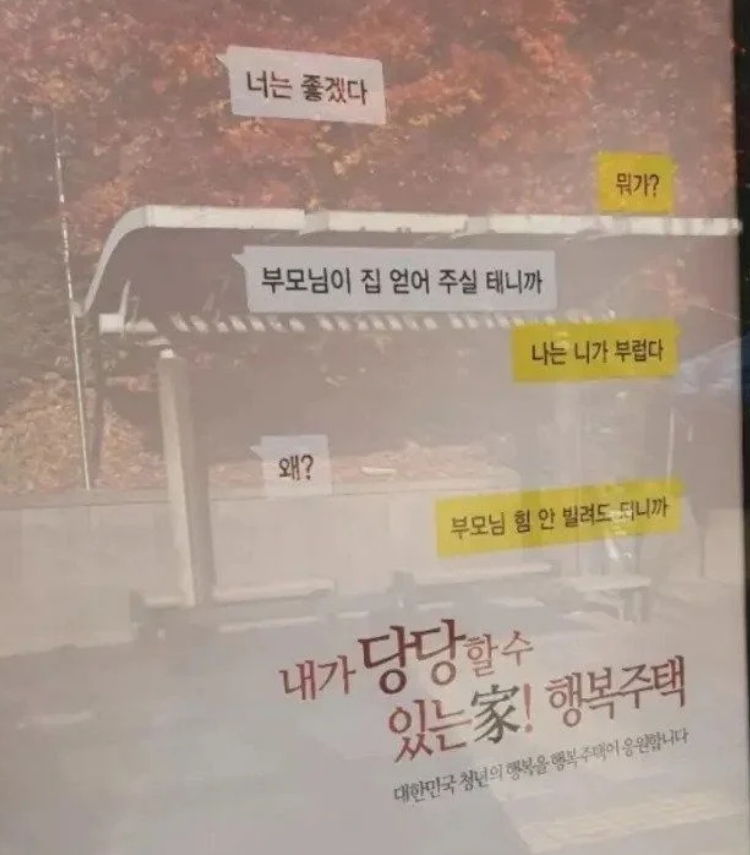 너는 좋겠다
뭐가?
부모님이 집 얻어 주실 테니까
나는 니가 부럽다
왜?
부모님 힘 안 빌려도 되니까
내가 당당할 수
있는家! 행복주택
대한민국 청년의 행복을 행복주택이 응원합니다